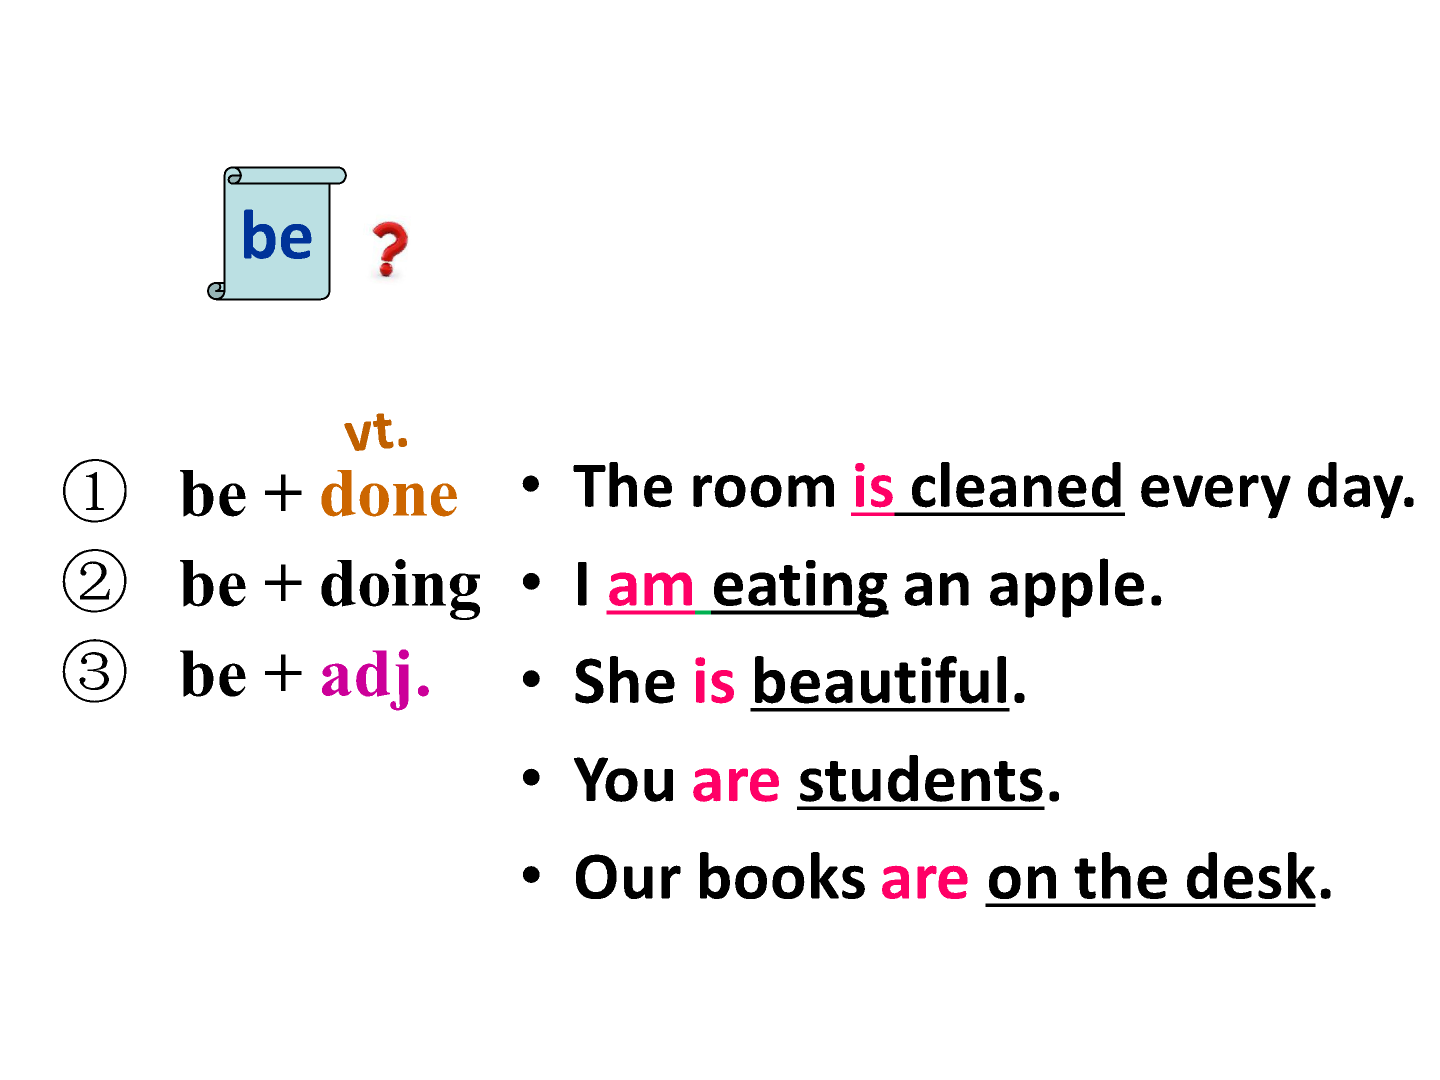 be ?
vt.
① be + done
② be + doing
③ be + adj.
• The room is cleaned every day.
• I am eating an apple.
• She is beautiful.
• You are students.
• Our books are on the desk.